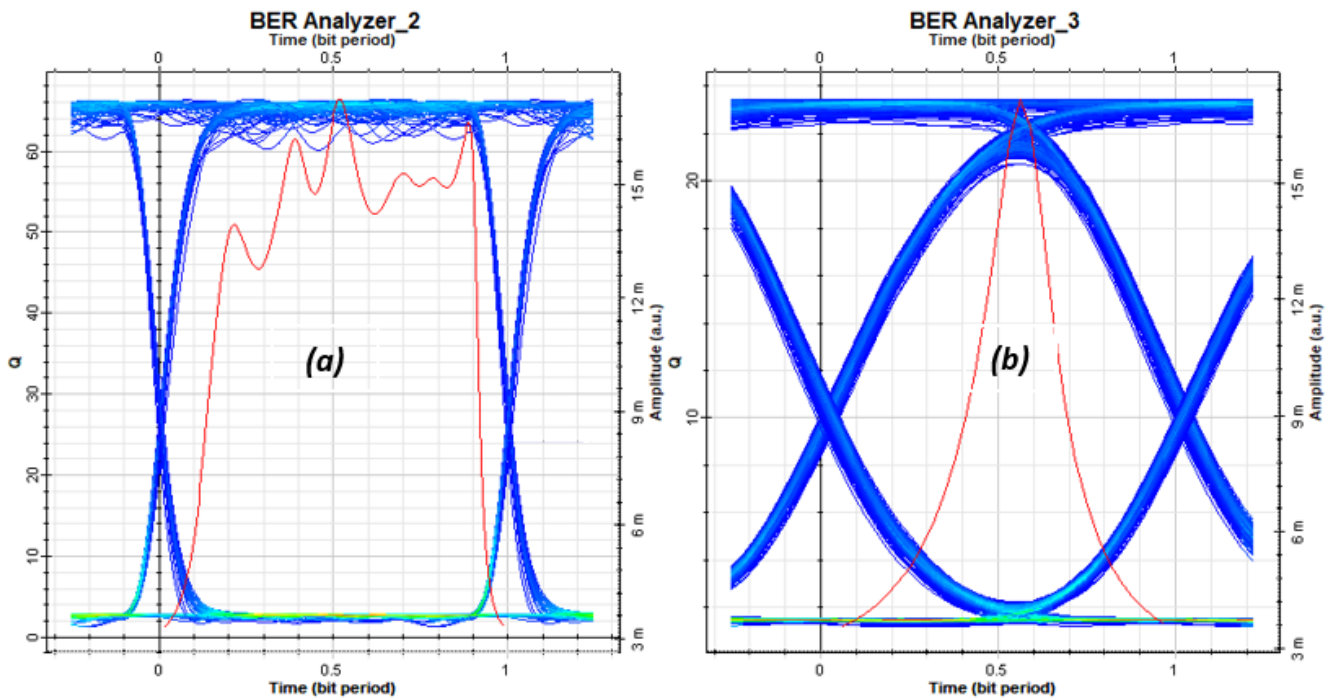 BER Analyzer_2
Time (bit period)
0 0.5 1
Q
0 10 20 30 40 50 60
(a)
3 m 6 m 9 m 12 m 15 m
Amplitude (a.u.)
0 0.5 1
Time (bit period)
BER Analyzer_3
Time (bit period)
0 0.5 1
Q
10 20
(b)
3 m 6 m 9 m 12 m 15 m
Amplitude (a.u.)
0 0.5 1
Time (bit period)